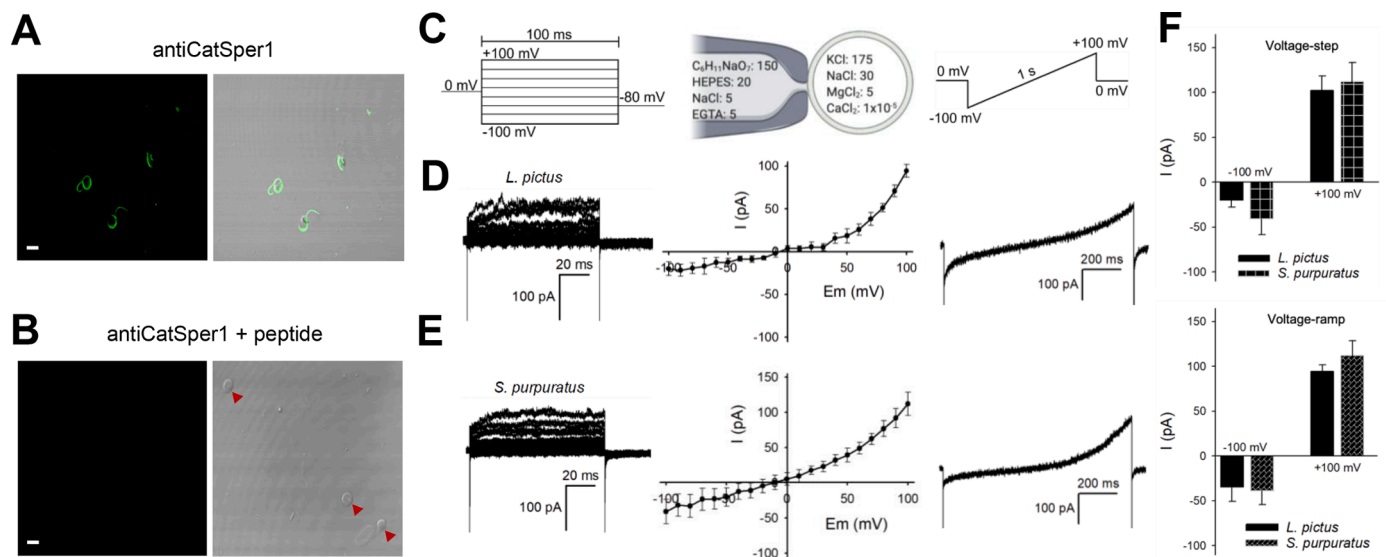 A
antiCatSper1
B
antiCatSper1 + peptide
C
100 ms
+100 mV
0 mV
-80 mV
-100 mV
C₆H₁₁NaO₇: 150
HEPES: 20
NaCl: 5
EGTA: 5
KCl: 175
NaCl: 30
MgCl₂: 5
CaCl₂: 1x10⁻⁵
+100 mV
0 mV
1 s
0 mV
-100 mV
D
L. pictus
20 ms
100 pA
100
50
-100
-50
50
100
-50
-100
I (pA)
Em (mV)
200 ms
100 pA
E
S. purpuratus
20 ms
100 pA
150
100
50
-100
-50
50
100
-50
-100
I (pA)
Em (mV)
200 ms
100 pA
F
Voltage-step
150
100
50
0
-50
-100
I (pA)
-100 mV
+100 mV
L. pictus
S. purpuratus
Voltage-ramp
150
100
50
0
-50
-100
I (pA)
-100 mV
+100 mV
L. pictus
S. purpuratus